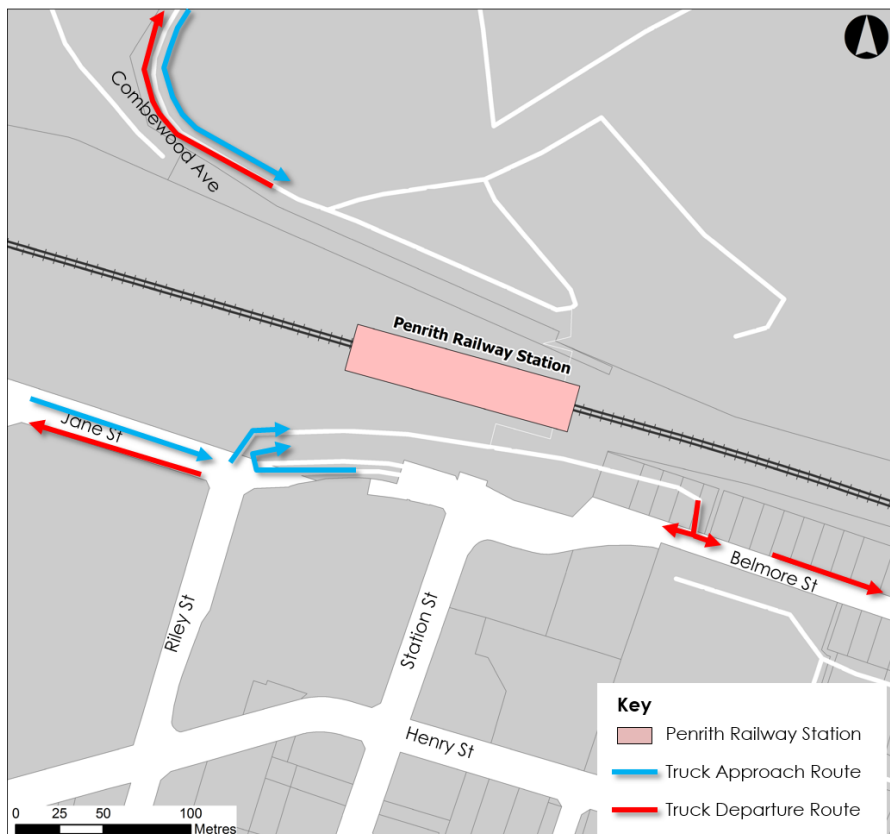 Combewood Ave
Penrith Railway Station
Jane St
Belmore St
Riley St
Station St
Henry St
Key
Penrith Railway Station
Truck Approach Route
Truck Departure Route
0 25 50 100
Metres